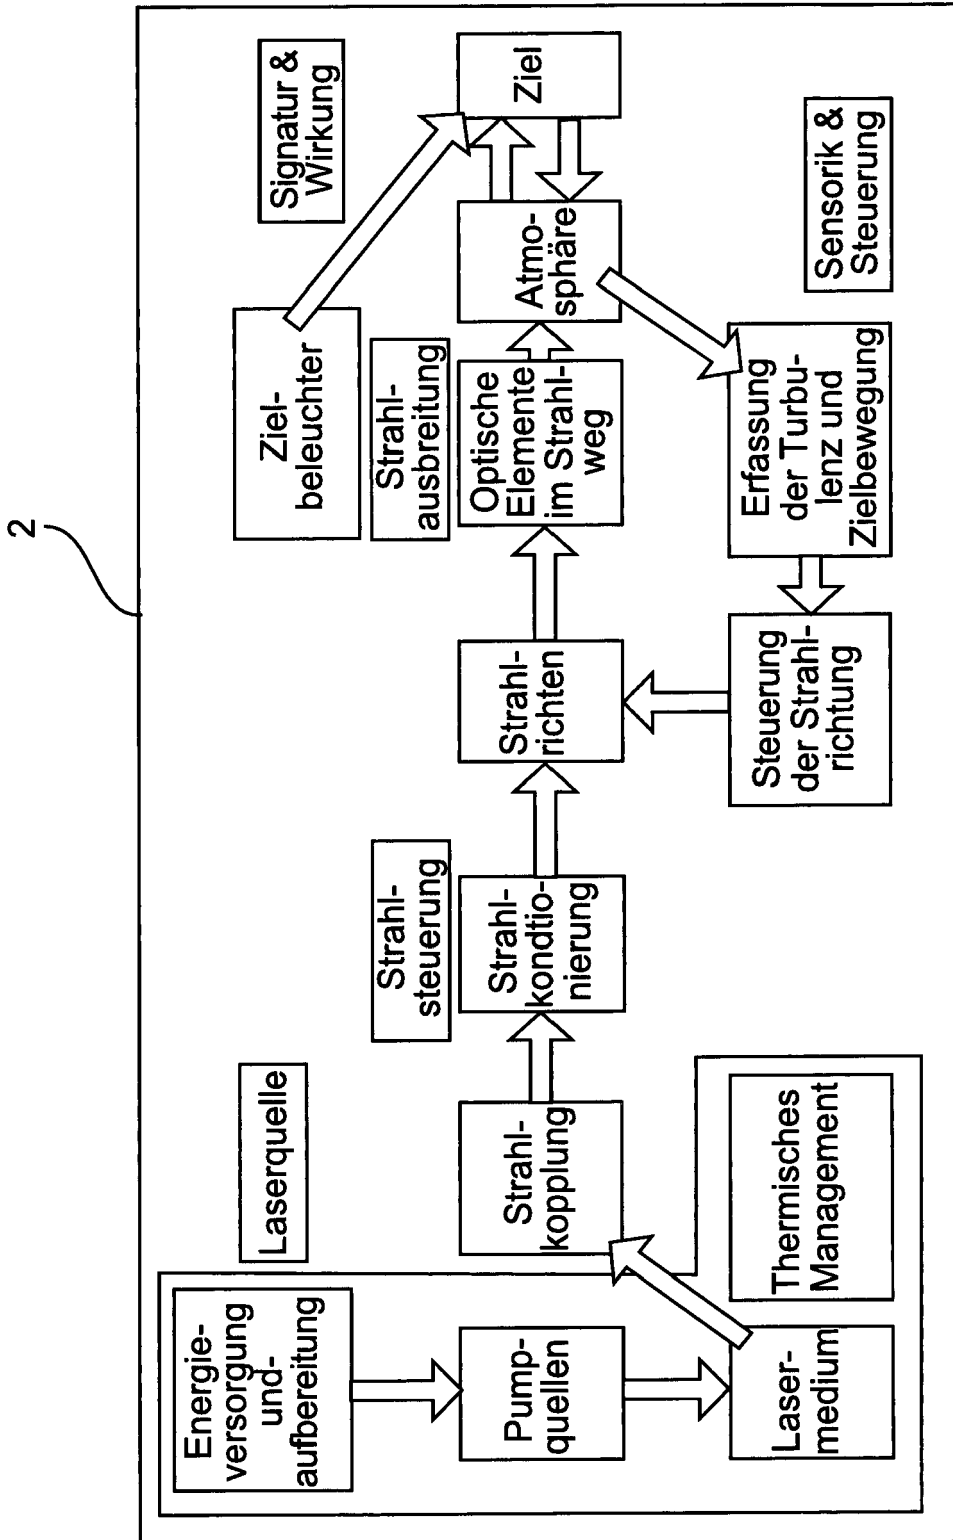 2
Energie-
versorgung
und-
aufbereitung
Laserquelle
Pump-
quellen
Laser-
medium
Thermisches
Management
Strahl-
kopplung
Strahl-
steuerung
Strahl-
kondtio-
nierung
Strahl-
richten
Steuerung
der Strahl-
richtung
Strahl-
ausbreitung
Optische
Elemente
im Strahl-
weg
Ziel-
beleuchter
Signatur &
Wirkung
Atmo-
sphäre
Ziel
Erfassung
der Turbu-
lenz und
Zielbewegung
Sensorik &
Steuerung